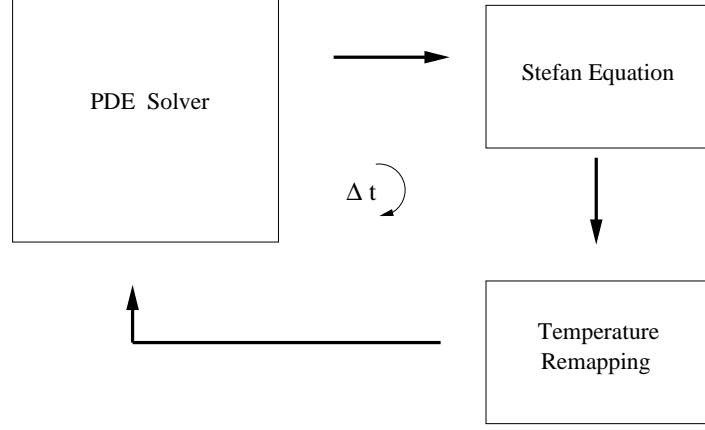 PDE Solver
Stefan Equation
Δ t
Temperature
Remapping